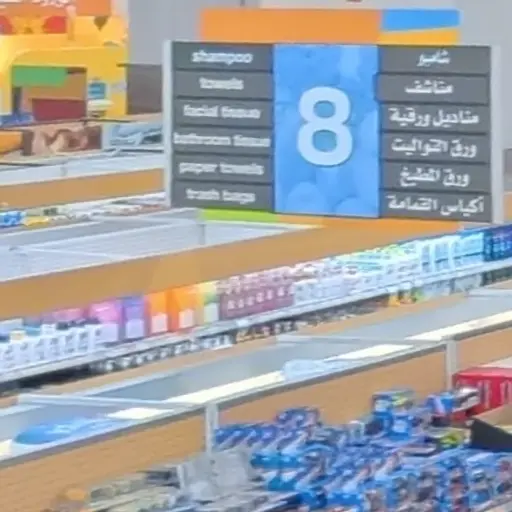 shampoo
towels
facial tissue
bathroom tissue
paper towels
trash bags
8
شامبو
مناشف
مناديل ورقية
ورق التواليت
ورق المطبخ
أكياس القمامة